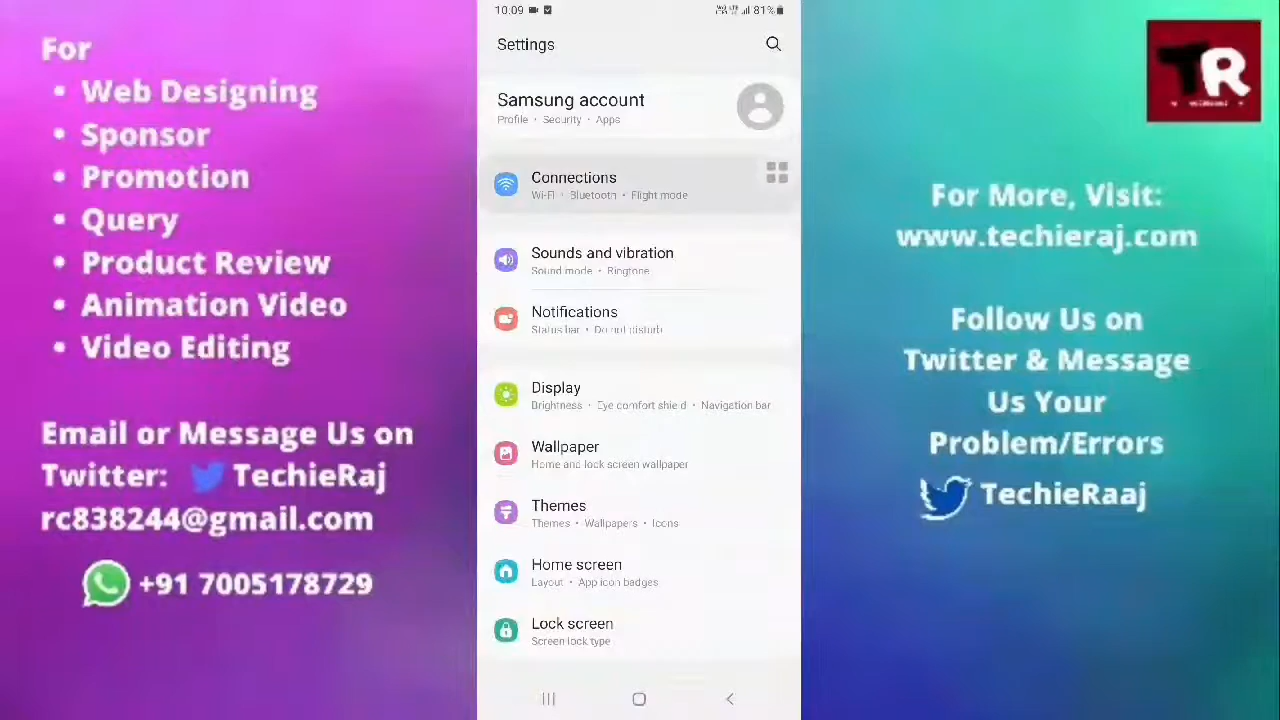 For
• Web Designing
• Sponsor
• Promotion
• Query
• Product Review
• Animation Video
• Video Editing
Email or Message Us on
Twitter: TechieRaj
rc838244@gmail.com
+91 7005178729
10.09
81%
Settings
Samsung account
Profile • Security • Apps
Connections
Wi-Fi • Bluetooth • Flight mode
Sounds and vibration
Sound mode • Ringtone
Notifications
Status bar • Do not disturb
Display
Brightness • Eye comfort shield • Navigation bar
Wallpaper
Home and lock screen wallpaper
Themes
Themes • Wallpapers • Icons
Home screen
Layout • App icon badges
Lock screen
Screen lock type
TR
For More, Visit:
www.techieraj.com
Follow Us on
Twitter & Message
Us Your
Problem/Errors
TechieRaaj